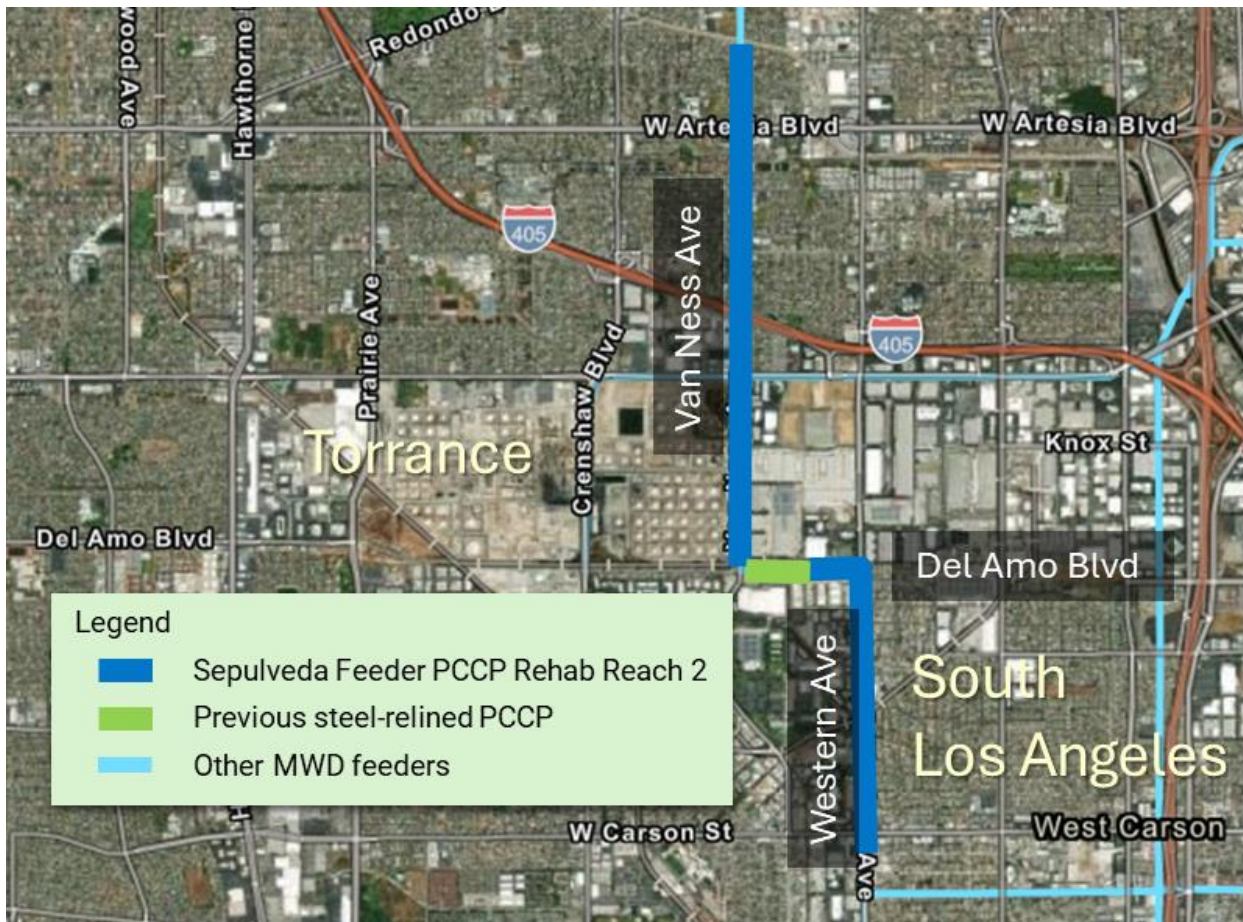 wood Ave
Hawthorne
Redondo
W Artesia Blvd
W Artesia Blvd
405
Van Ness Ave
405
Prairie Ave
Crenshaw Blvd
Torrance
Knox St
Del Amo Blvd
Del Amo Blvd
Legend
Sepulveda Feeder PCCP Rehab Reach 2
Previous steel-relined PCCP
Other MWD feeders
Western Ave
South
Los Angeles
W Carson St
West Carson
H
Ave